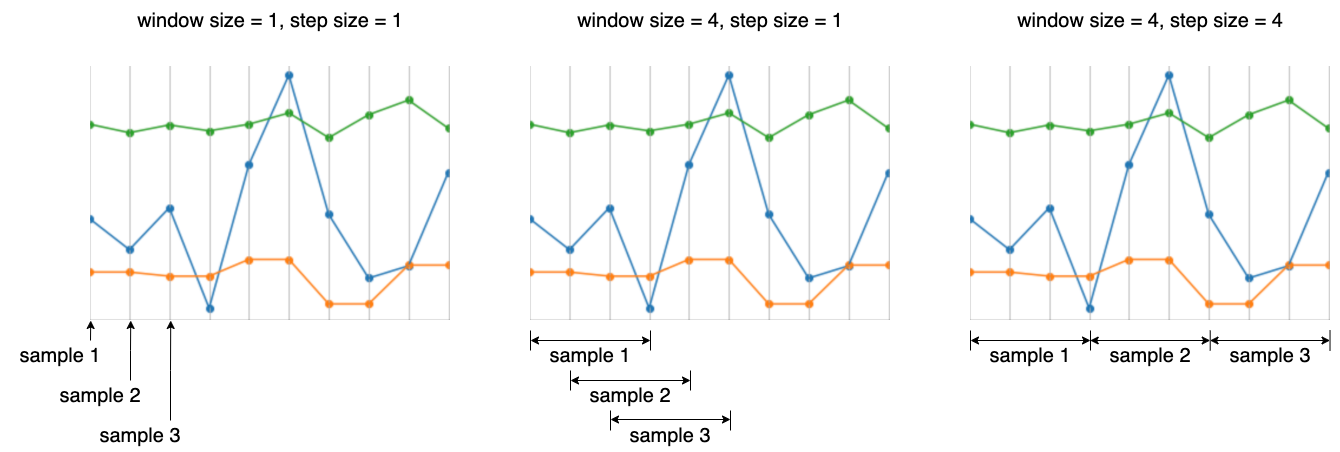 window size = 1, step size = 1
sample 1
sample 2
sample 3
window size = 4, step size = 1
sample 1
sample 2
sample 3
window size = 4, step size = 4
sample 1
sample 2
sample 3